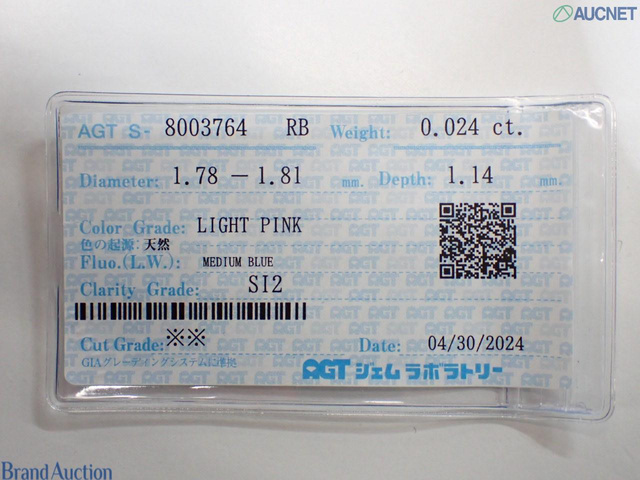 AUCNET
AGT S- 8003764 RB Weight: 0.024 ct.
Diameter: 1.78 － 1.81 mm. Depth: 1.14 mm.
Color Grade: LIGHT PINK
色の起源: 天然
Fluo.(L.W.): MEDIUM BLUE
Clarity Grade: SI2
Cut Grade: ※※ Date: 04/30/2024
GIAグレーディングシステムに準拠
AGT ジェムラボラトリー
Brand Auction